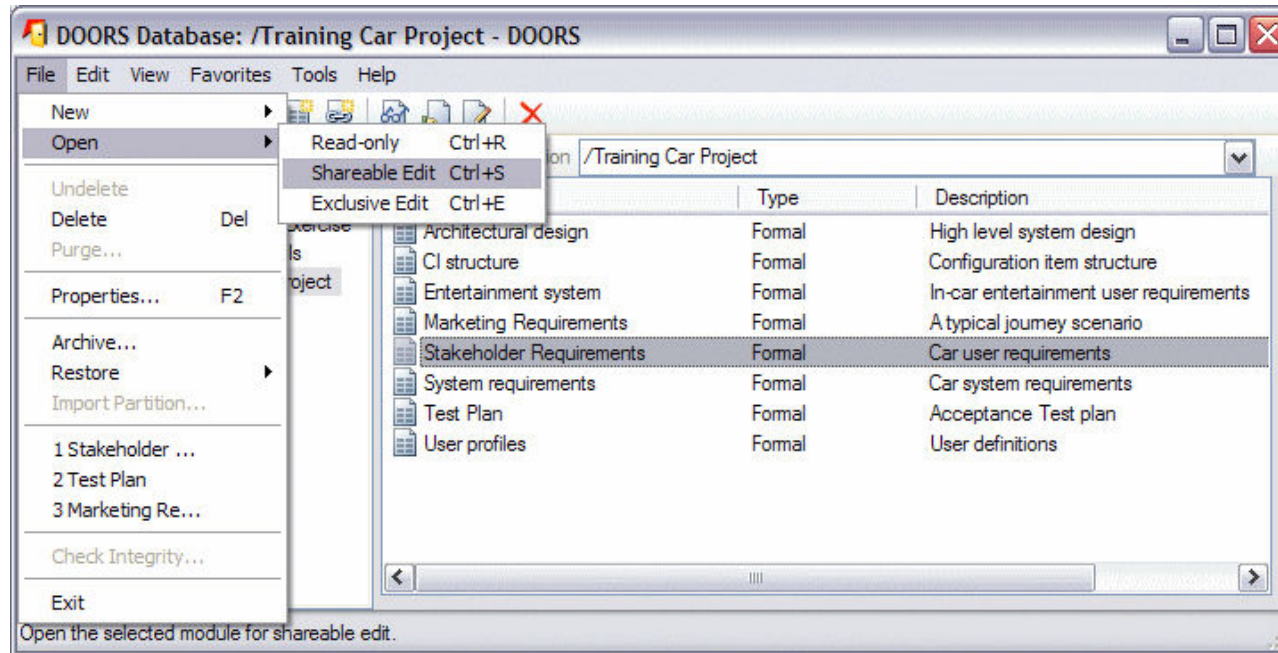 DOORS Database: /Training Car Project - DOORS
File Edit View Favorites Tools Help
New
Open
Read-only Ctrl+R
Shareable Edit Ctrl+S
Exclusive Edit Ctrl+E
/Training Car Project
Undelete
Delete Del
Purge...
Properties... F2
Archive...
Restore
Import Partition...
1 Stakeholder ...
2 Test Plan
3 Marketing Re...
Check Integrity...
Exit
Type Description
Architectural design Formal High level system design
CI structure Formal Configuration item structure
Entertainment system Formal In-car entertainment user requirements
Marketing Requirements Formal A typical journey scenario
Stakeholder Requirements Formal Car user requirements
System requirements Formal Car system requirements
Test Plan Formal Acceptance Test plan
User profiles Formal User definitions
Open the selected module for shareable edit.